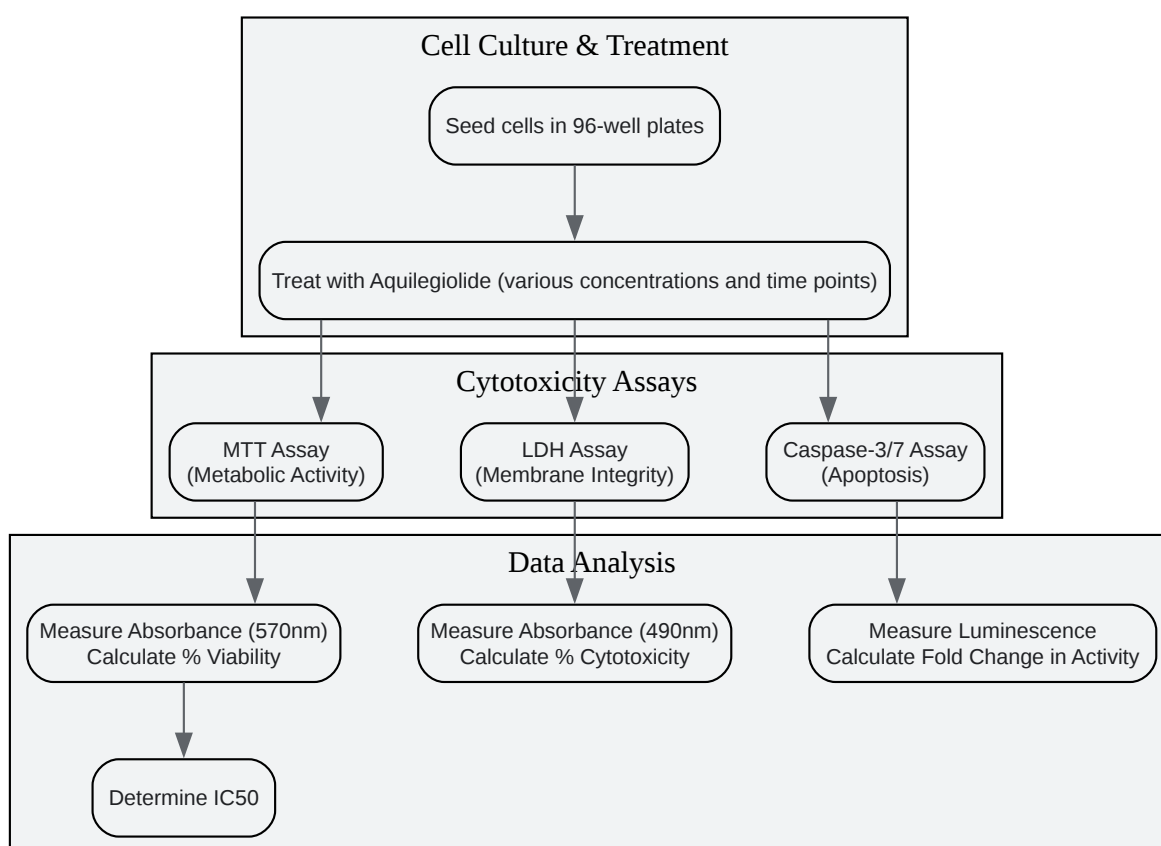 Cell Culture & Treatment
Seed cells in 96-well plates
Treat with Aquilegiolide (various concentrations and time points)
Cytotoxicity Assays
MTT Assay
(Metabolic Activity)
LDH Assay
(Membrane Integrity)
Caspase-3/7 Assay
(Apoptosis)
Data Analysis
Measure Absorbance (570nm)
Calculate % Viability
Measure Absorbance (490nm)
Calculate % Cytotoxicity
Measure Luminescence
Calculate Fold Change in Activity
Determine IC50